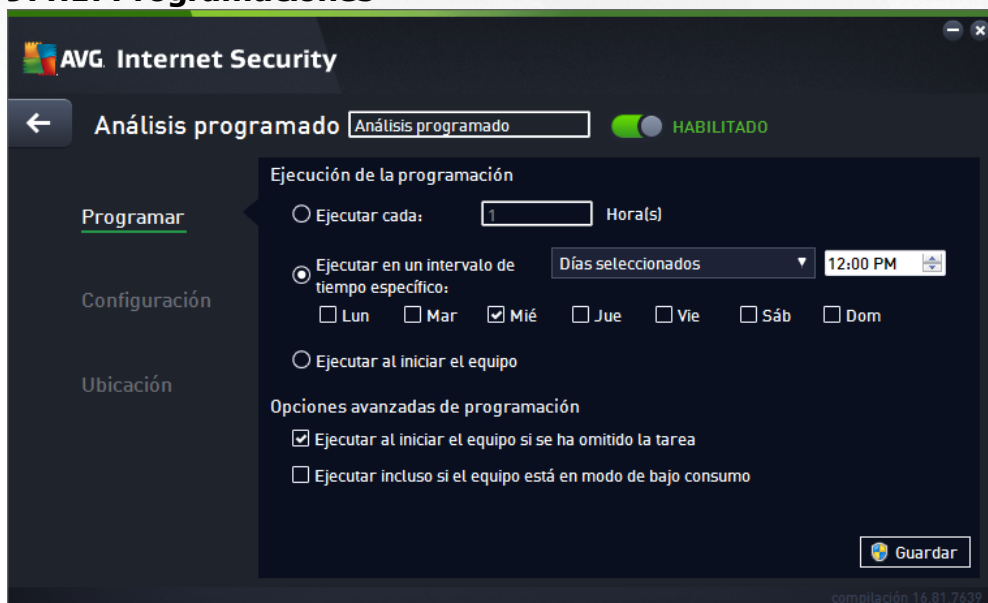 AVG Internet Security
Análisis programado Análisis programado HABILITADO
Ejecución de la programación
Programar
Ejecutar cada: 1 Hora(s)
Ejecutar en un intervalo de tiempo específico:
Días seleccionados 12:00 PM
Lun Mar Mié Jue Vie Sáb Dom
Configuración
Ejecutar al iniciar el equipo
Ubicación
Opciones avanzadas de programación
Ejecutar al iniciar el equipo si se ha omitido la tarea
Ejecutar incluso si el equipo está en modo de bajo consumo
Guardar
compilación 16.81.7639